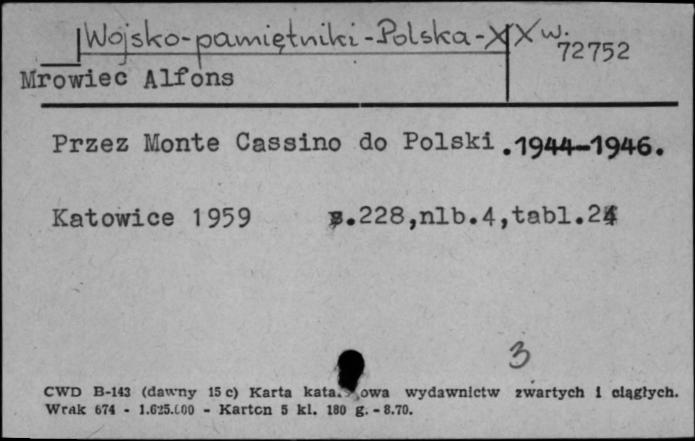 Wojsko-pamiętniki-Polska-XX w.
72752
Mrowiec Alfons
Przez Monte Cassino do Polski.1944-1946.
Katowice 1959 s.228,nlb.4,tabl.24
3
CWD B-143 (dawny 15 c) Karta kata owa wydawnictw zwartych i ciągłych.
Wrak 674 - 1.625.000 - Karton 5 kl. 180 g. - 8.70.